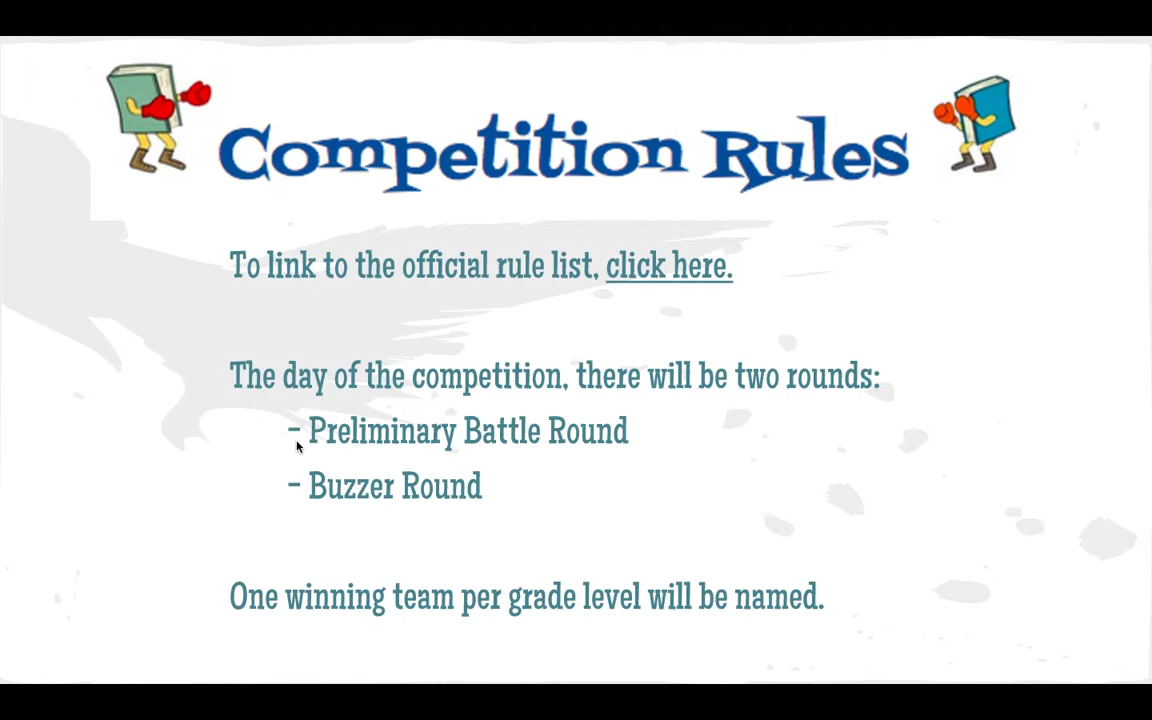 Competition Rules
To link to the official rule list, click here.
The day of the competition, there will be two rounds:
- Preliminary Battle Round
- Buzzer Round
One winning team per grade level will be named.